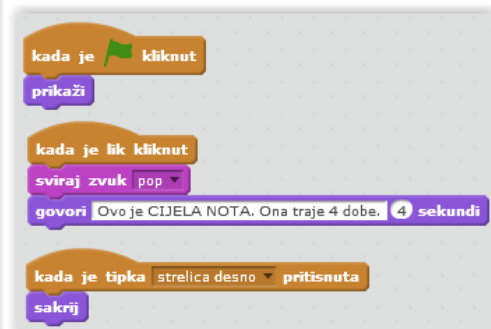 kada je kliknut
prikaži
kada je lik kliknut
sviraj zvuk pop
govori Ovo je CIJELA NOTA. Ona traje 4 dobe. 4 sekundi
kada je tipka strelica desno pritisnuta
sakrij